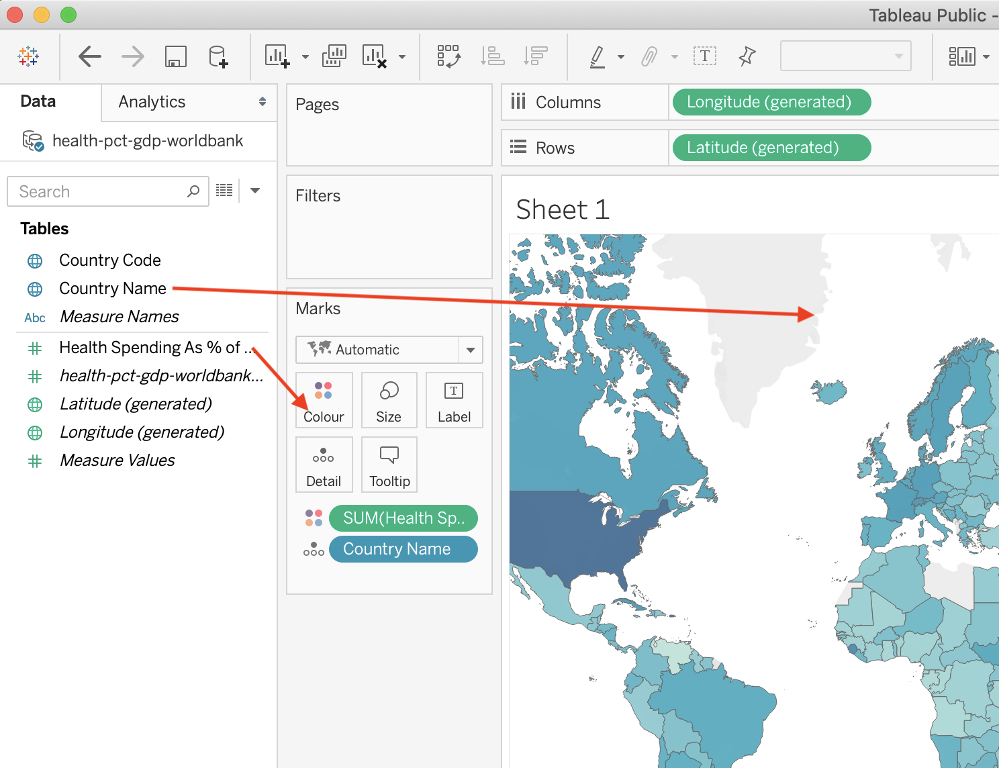 Tableau Public -
Data
Analytics
health-pct-gdp-worldbank
Search
Tables
Country Code
Country Name
Abc Measure Names
Health Spending As % of ...
health-pct-gdp-worldbank...
Latitude (generated)
Longitude (generated)
Measure Values
Pages
Filters
Marks
Automatic
Colour
Size
T
Label
Detail
Tooltip
SUM(Health Sp..
Country Name
T
Columns
Longitude (generated)
Rows
Latitude (generated)
Sheet 1